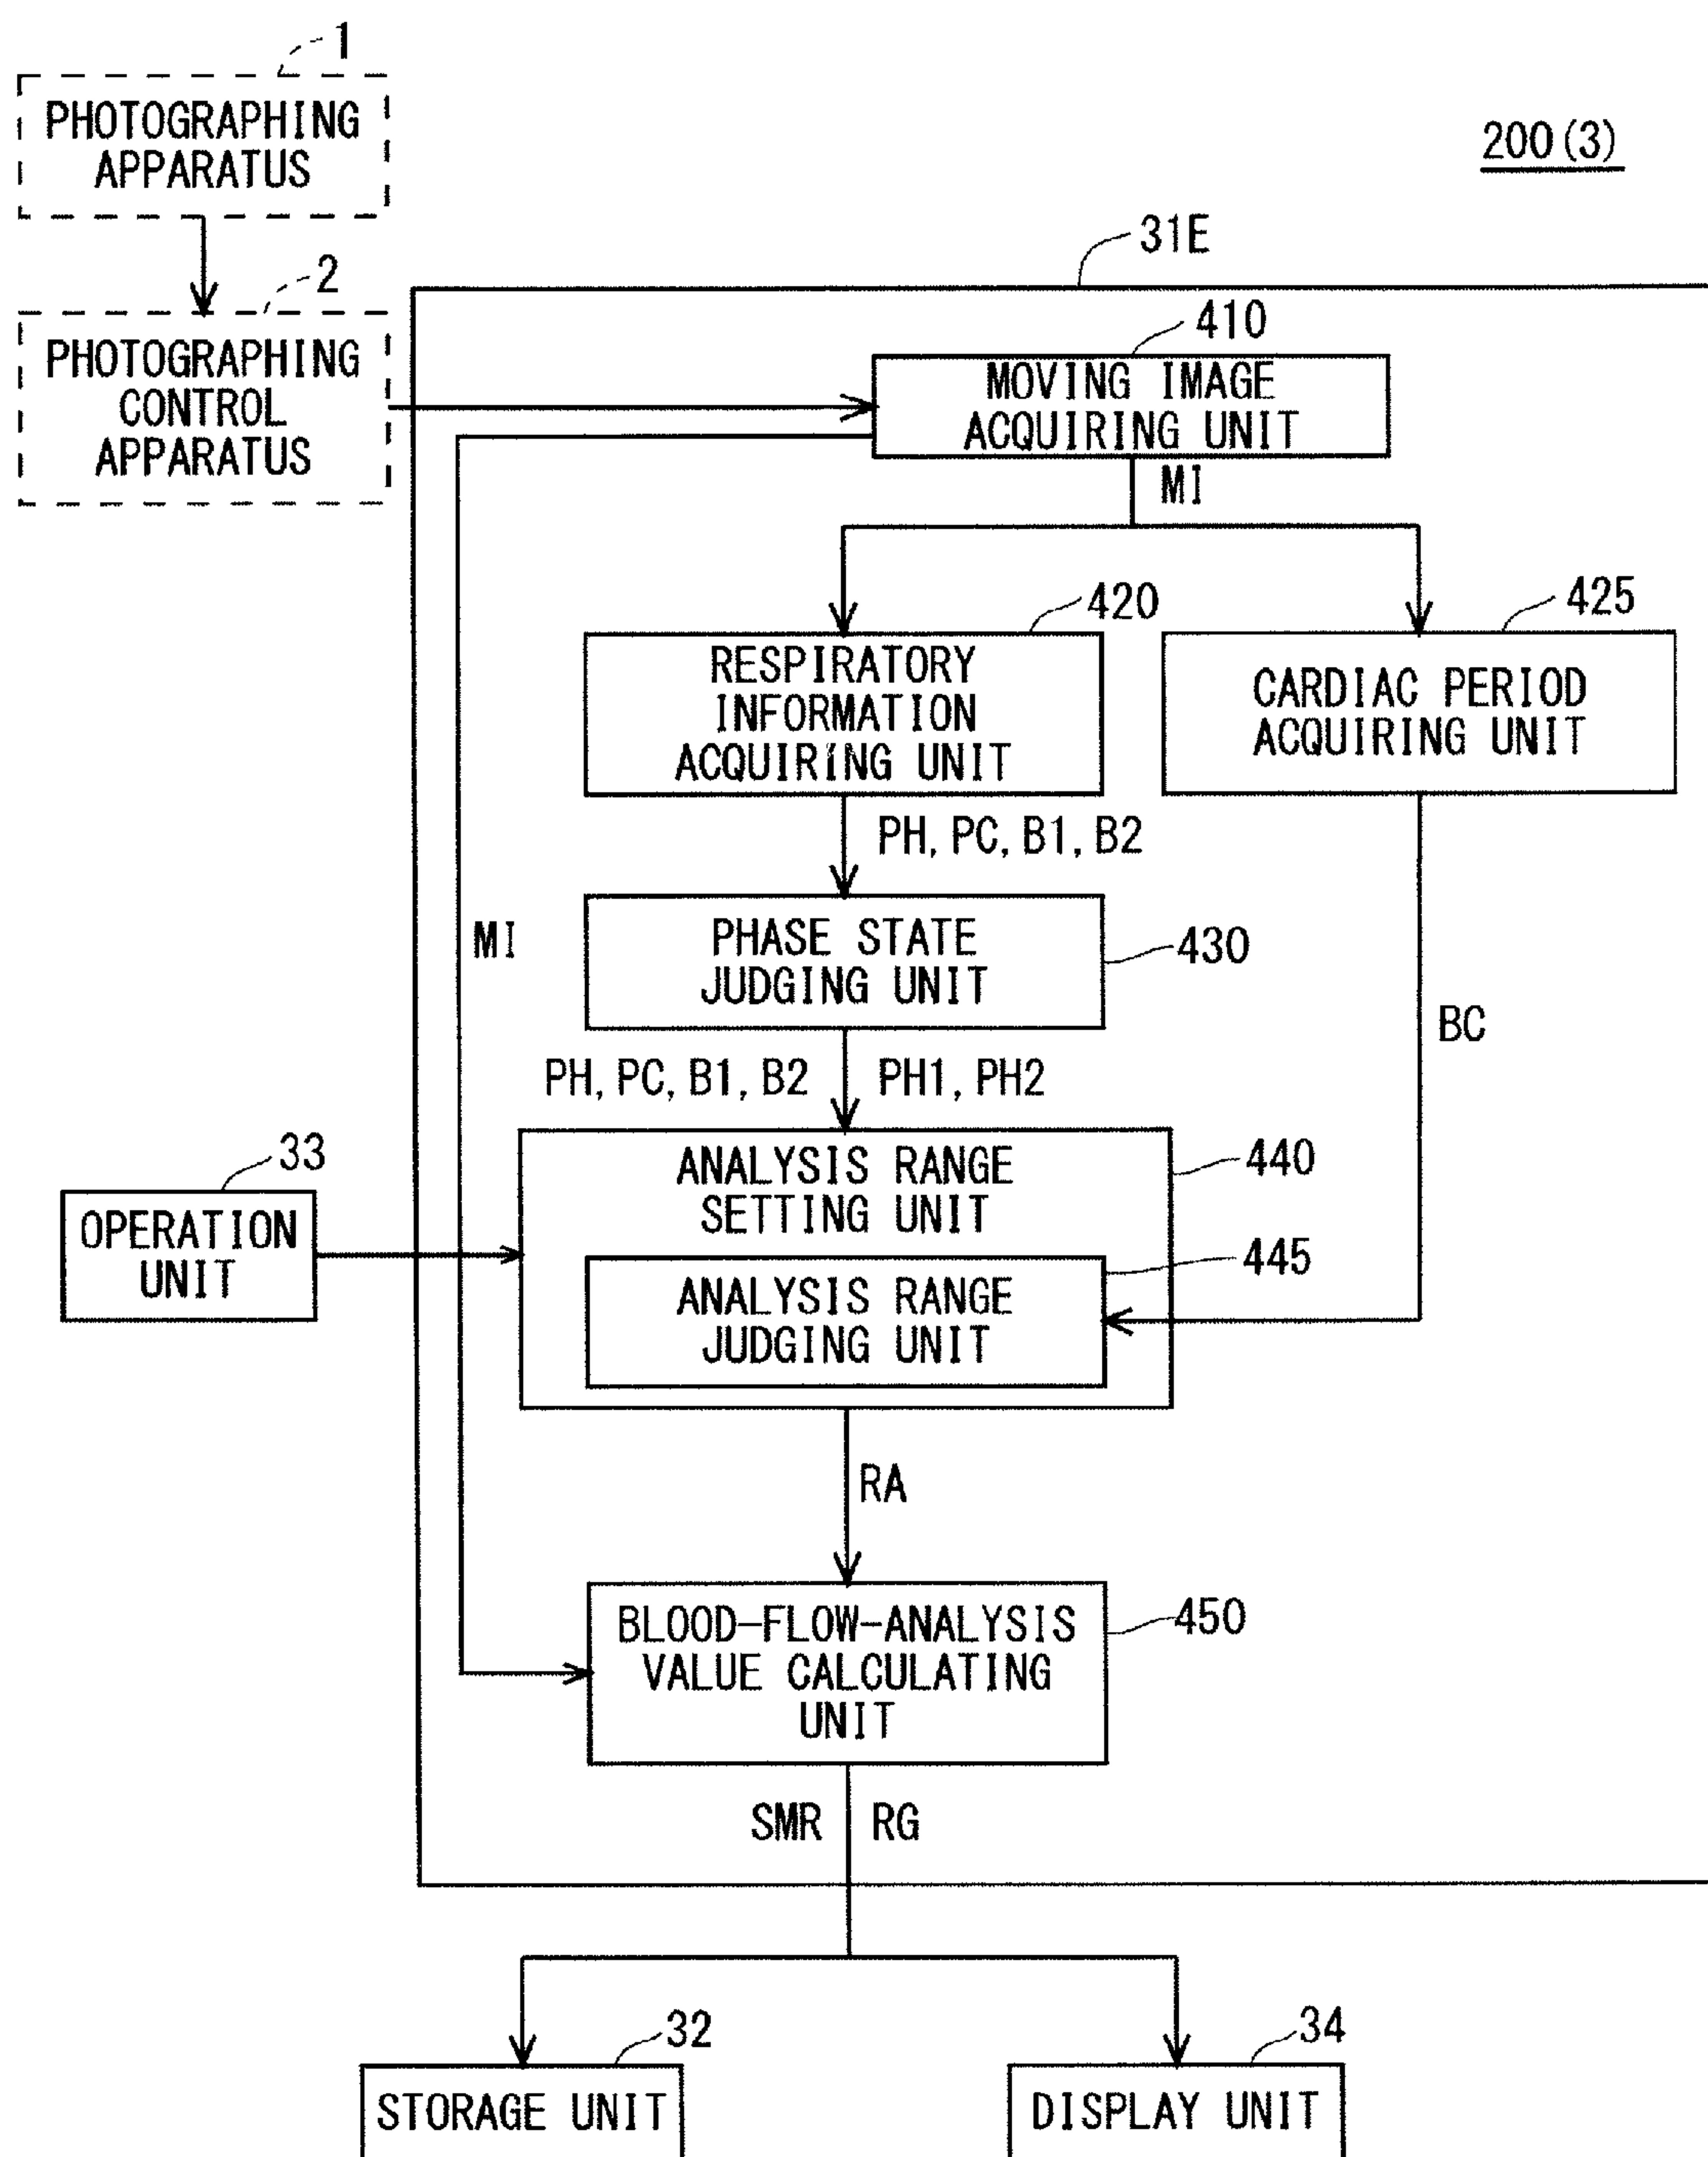 1
PHOTOGRAPHING
APPARATUS
200(3)
31E
2
PHOTOGRAPHING
CONTROL
APPARATUS
410
MOVING IMAGE
ACQUIRING UNIT
MI
420
RESPIRATORY
INFORMATION
ACQUIRING UNIT
425
CARDIAC PERIOD
ACQUIRING UNIT
PH, PC, B1, B2
MI
PHASE STATE
JUDGING UNIT
430
BC
PH, PC, B1, B2
PH1, PH2
33
OPERATION
UNIT
ANALYSIS RANGE
SETTING UNIT
440
445
ANALYSIS RANGE
JUDGING UNIT
RA
BLOOD-FLOW-ANALYSIS
VALUE CALCULATING
UNIT
450
SMR
RG
32
STORAGE UNIT
34
DISPLAY UNIT